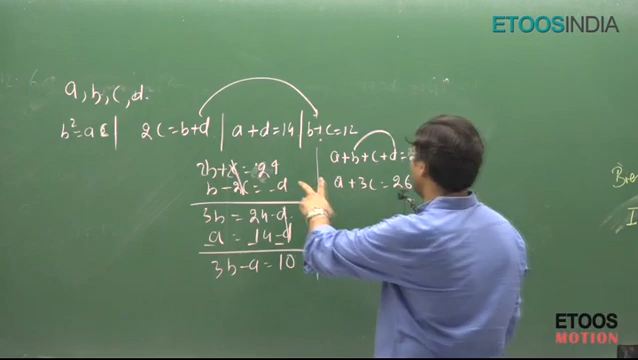 ETOOSINDIA
a, b, c, d.
b²=ac | 2c=b+d | a+d=14 | b+c=12
2b+2c=24
b-2c=-d
3b = 24-d
a = 14-d
3b-a=10
a+b+c+d=
a+3c=26
ETOOS
MOTION